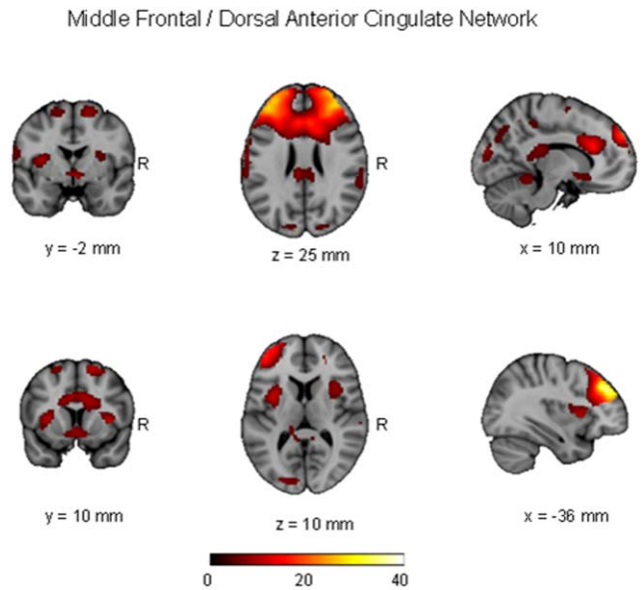 Middle Frontal / Dorsal Anterior Cingulate Network
R
R
y = -2 mm
z = 25 mm
x = 10 mm
R
R
y = 10 mm
z = 10 mm
x = -36 mm
0
20
40